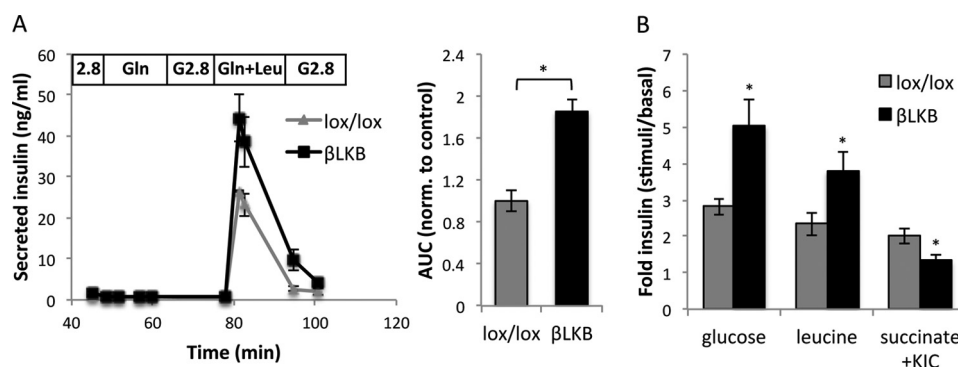 A
Secreted insulin (ng/ml)
60
50
40
30
20
10
0
2.8 Gln G2.8 Gln+Leu G2.8
lox/lox
βLKB
40 60 80 100 120
Time (min)
AUC (norm. to control)
2.4
2
1.6
1.2
0.8
0.4
0
*
lox/lox βLKB
B
Fold insulin (stimuli/basal)
7
6
5
4
3
2
1
0
lox/lox
βLKB
* * *
glucose leucine succinate
+KIC